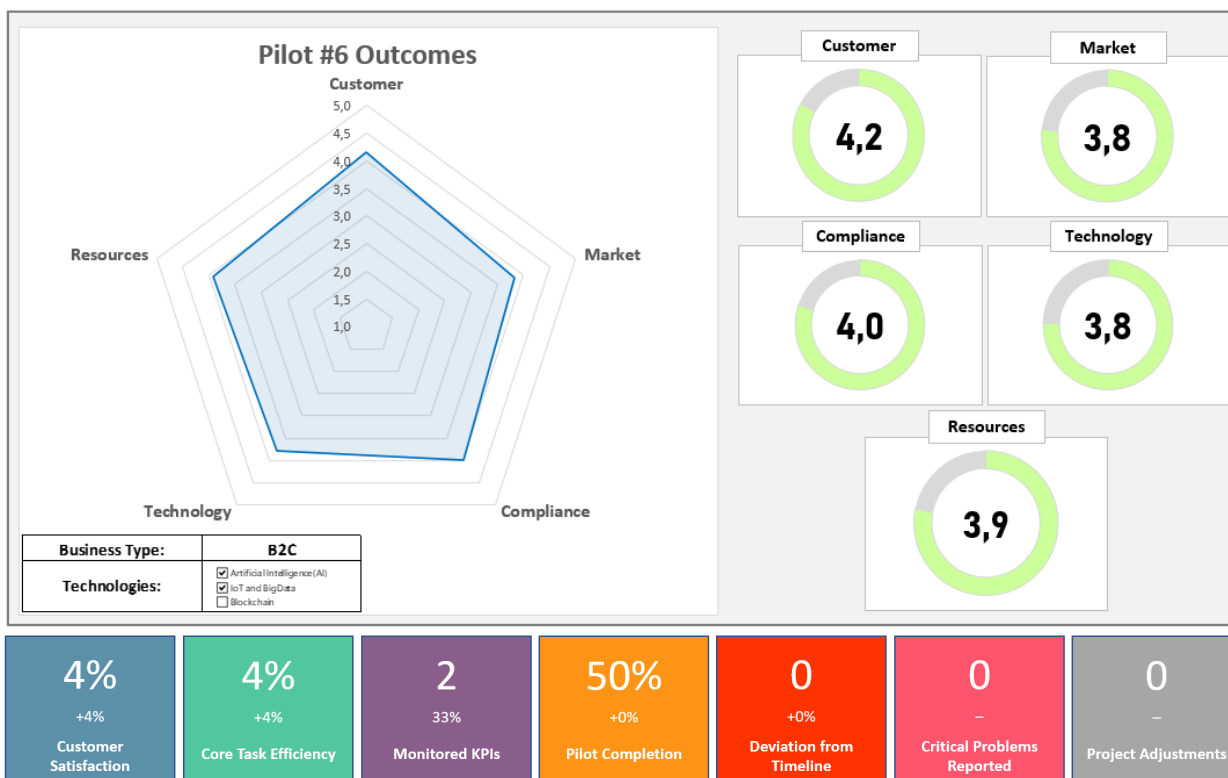 Pilot #6 Outcomes
Customer
5,0
4,5
4,0
3,5
3,0
2,5
2,0
1,5
1,0
Resources
Market
Technology
Compliance
Business Type:
B2C
Technologies:
Artificial Intelligence (AI)
IoT and BigData
Blockchain
Customer
4,2
Market
3,8
Compliance
4,0
Technology
3,8
Resources
3,9
4%
+4%
Customer
Satisfaction
4%
+4%
Core Task Efficiency
2
33%
Monitored KPIs
50%
+0%
Pilot Completion
0
+0%
Deviation from
Timeline
0
–
Critical Problems
Reported
0
–
Project Adjustments